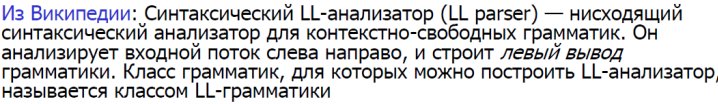 Из Википедии: Синтаксический LL-анализатор (LL parser) — нисходящий
синтаксический анализатор для контекстно-свободных грамматик. Он
анализирует входной поток слева направо, и строит левый вывод
грамматики. Класс грамматик, для которых можно построить LL-анализатор,
называется классом LL-грамматики